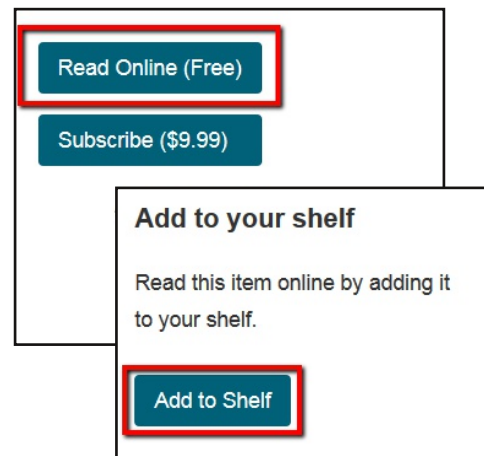 Read Online (Free)
Subscribe ($9.99)
Add to your shelf
Read this item online by adding it
to your shelf.
Add to Shelf